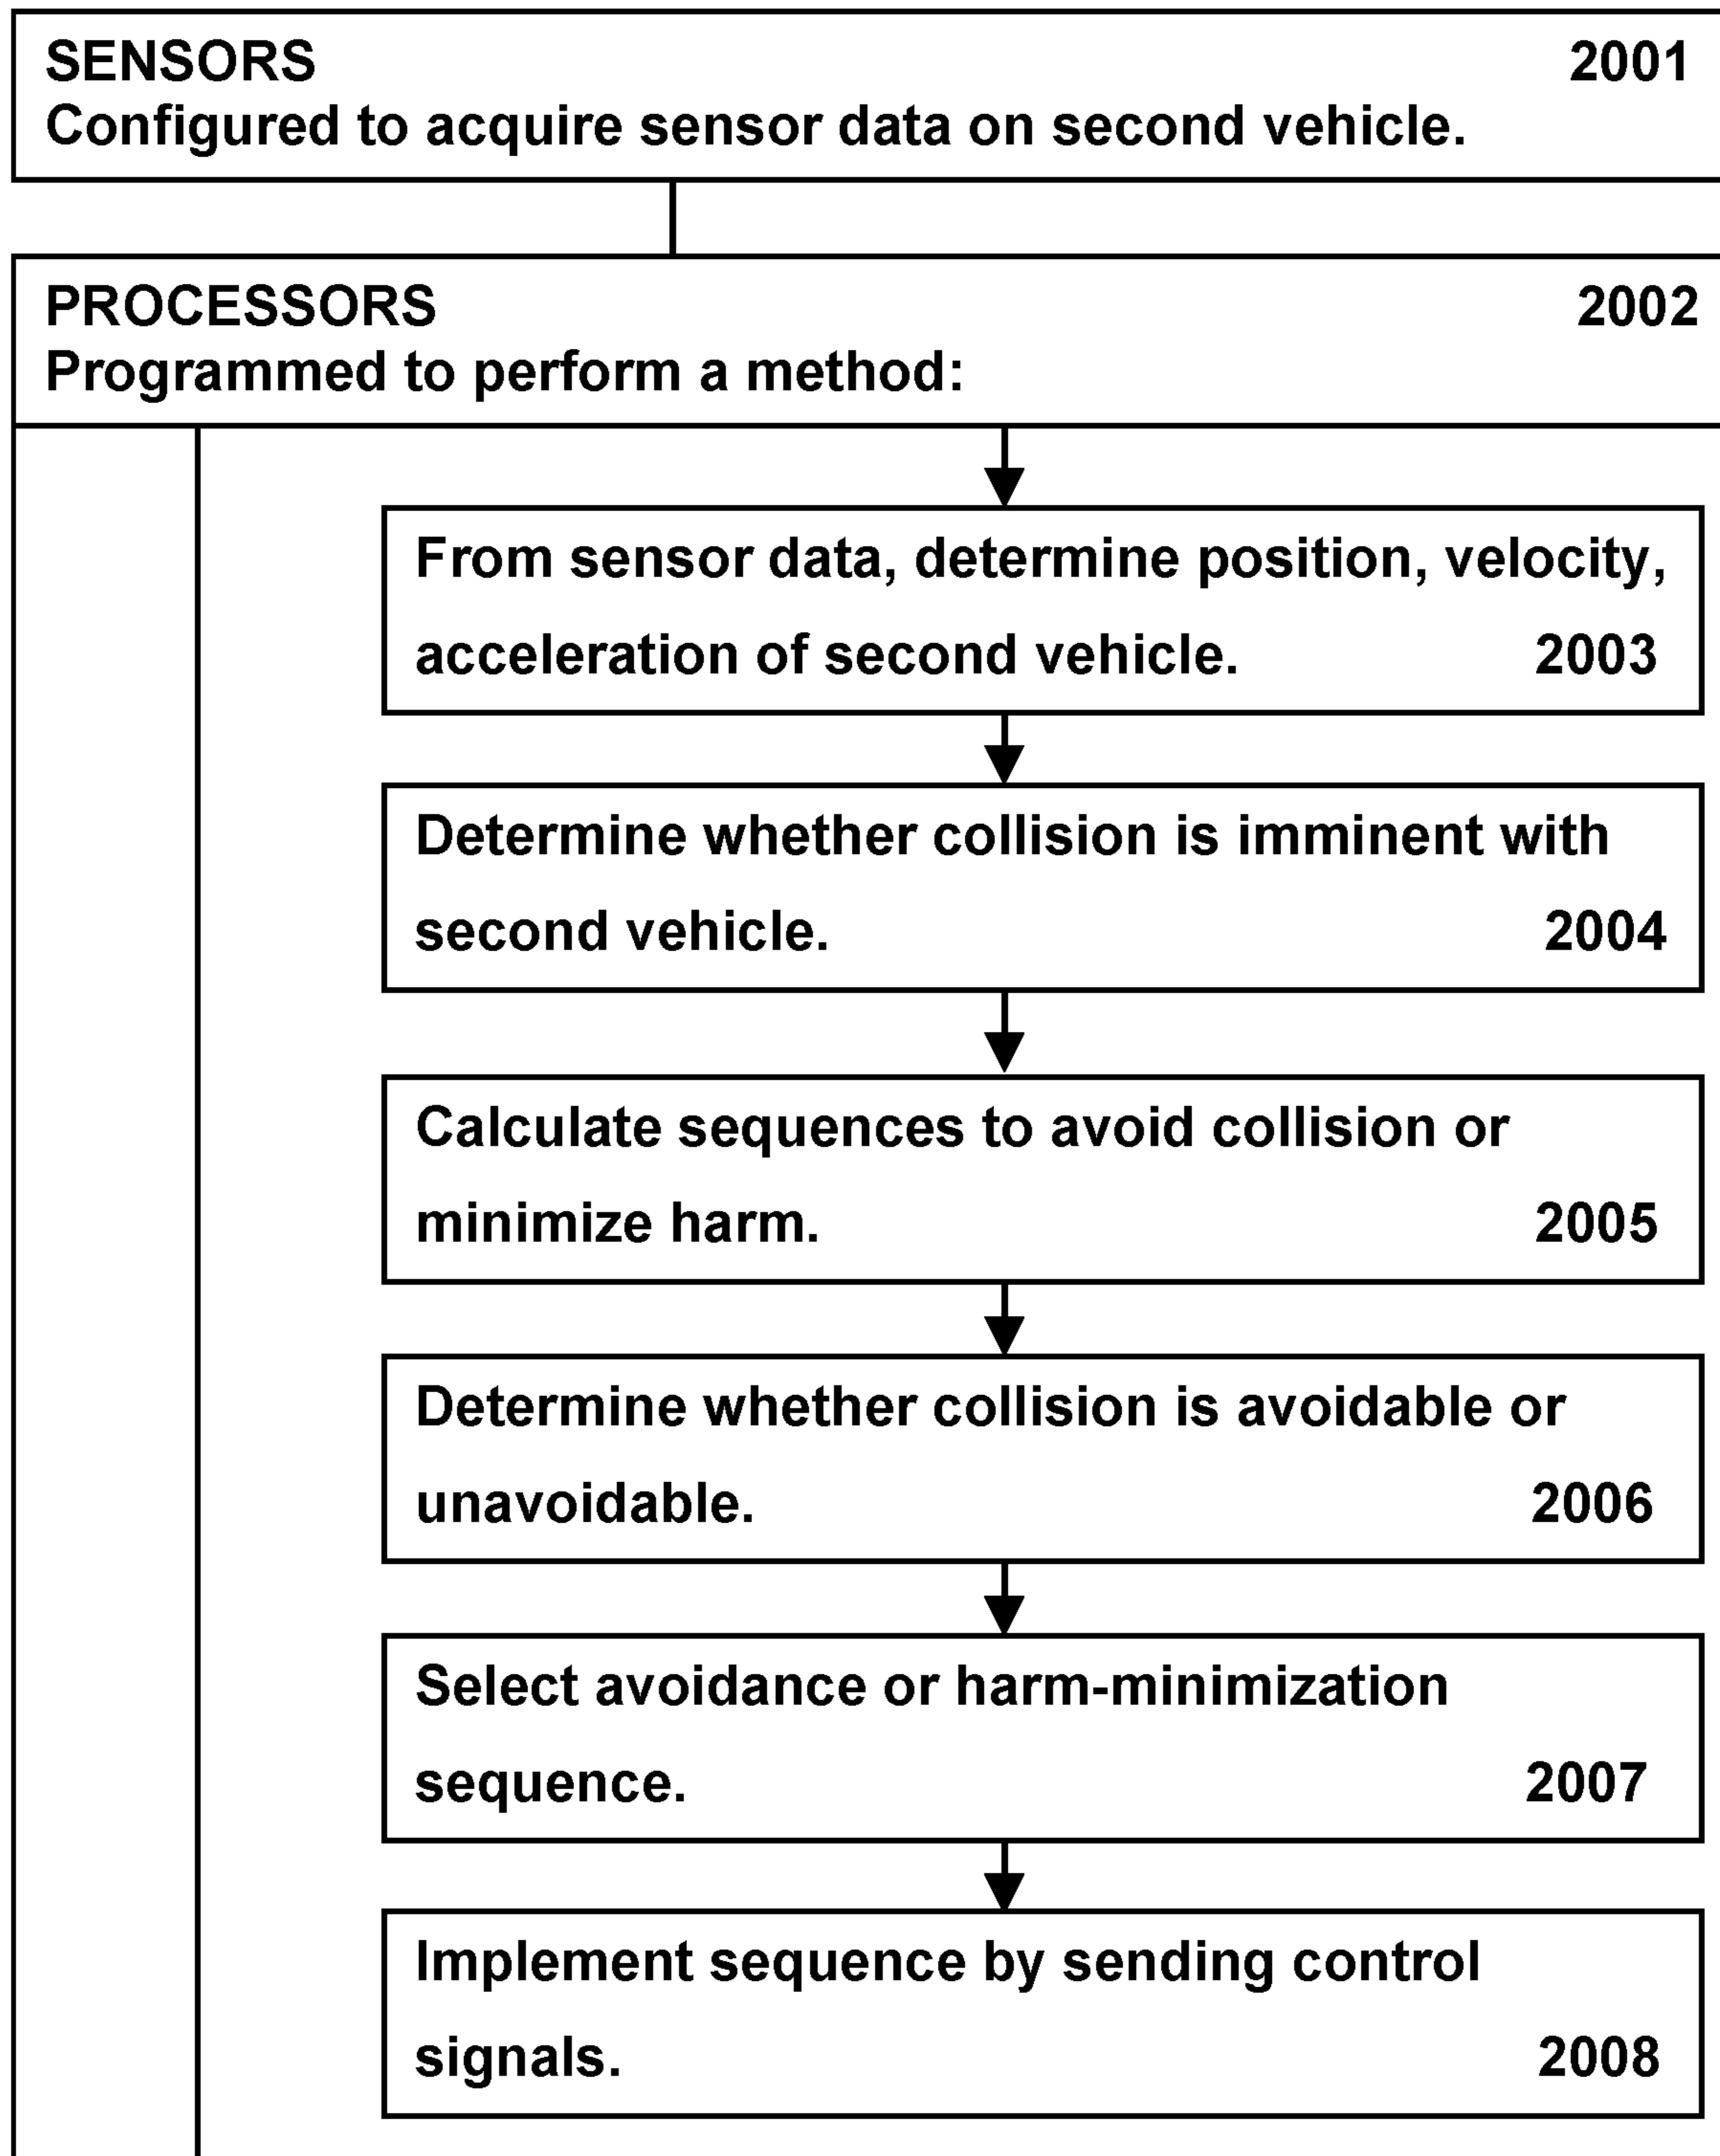 SENSORS 2001
Configured to acquire sensor data on second vehicle.
PROCESSORS 2002
Programmed to perform a method:
From sensor data, determine position, velocity,
acceleration of second vehicle. 2003
Determine whether collision is imminent with
second vehicle. 2004
Calculate sequences to avoid collision or
minimize harm. 2005
Determine whether collision is avoidable or
unavoidable. 2006
Select avoidance or harm-minimization
sequence. 2007
Implement sequence by sending control
signals. 2008